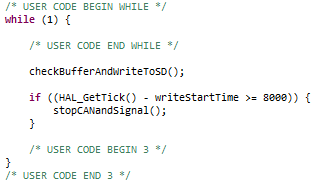 /* USER CODE BEGIN WHILE */
while (1) {
/* USER CODE END WHILE */
checkBufferAndWriteToSD();
if ((HAL_GetTick() - writeStartTime >= 8000)) {
stopCANandSignal();
}
/* USER CODE BEGIN 3 */
}
/* USER CODE END 3 */